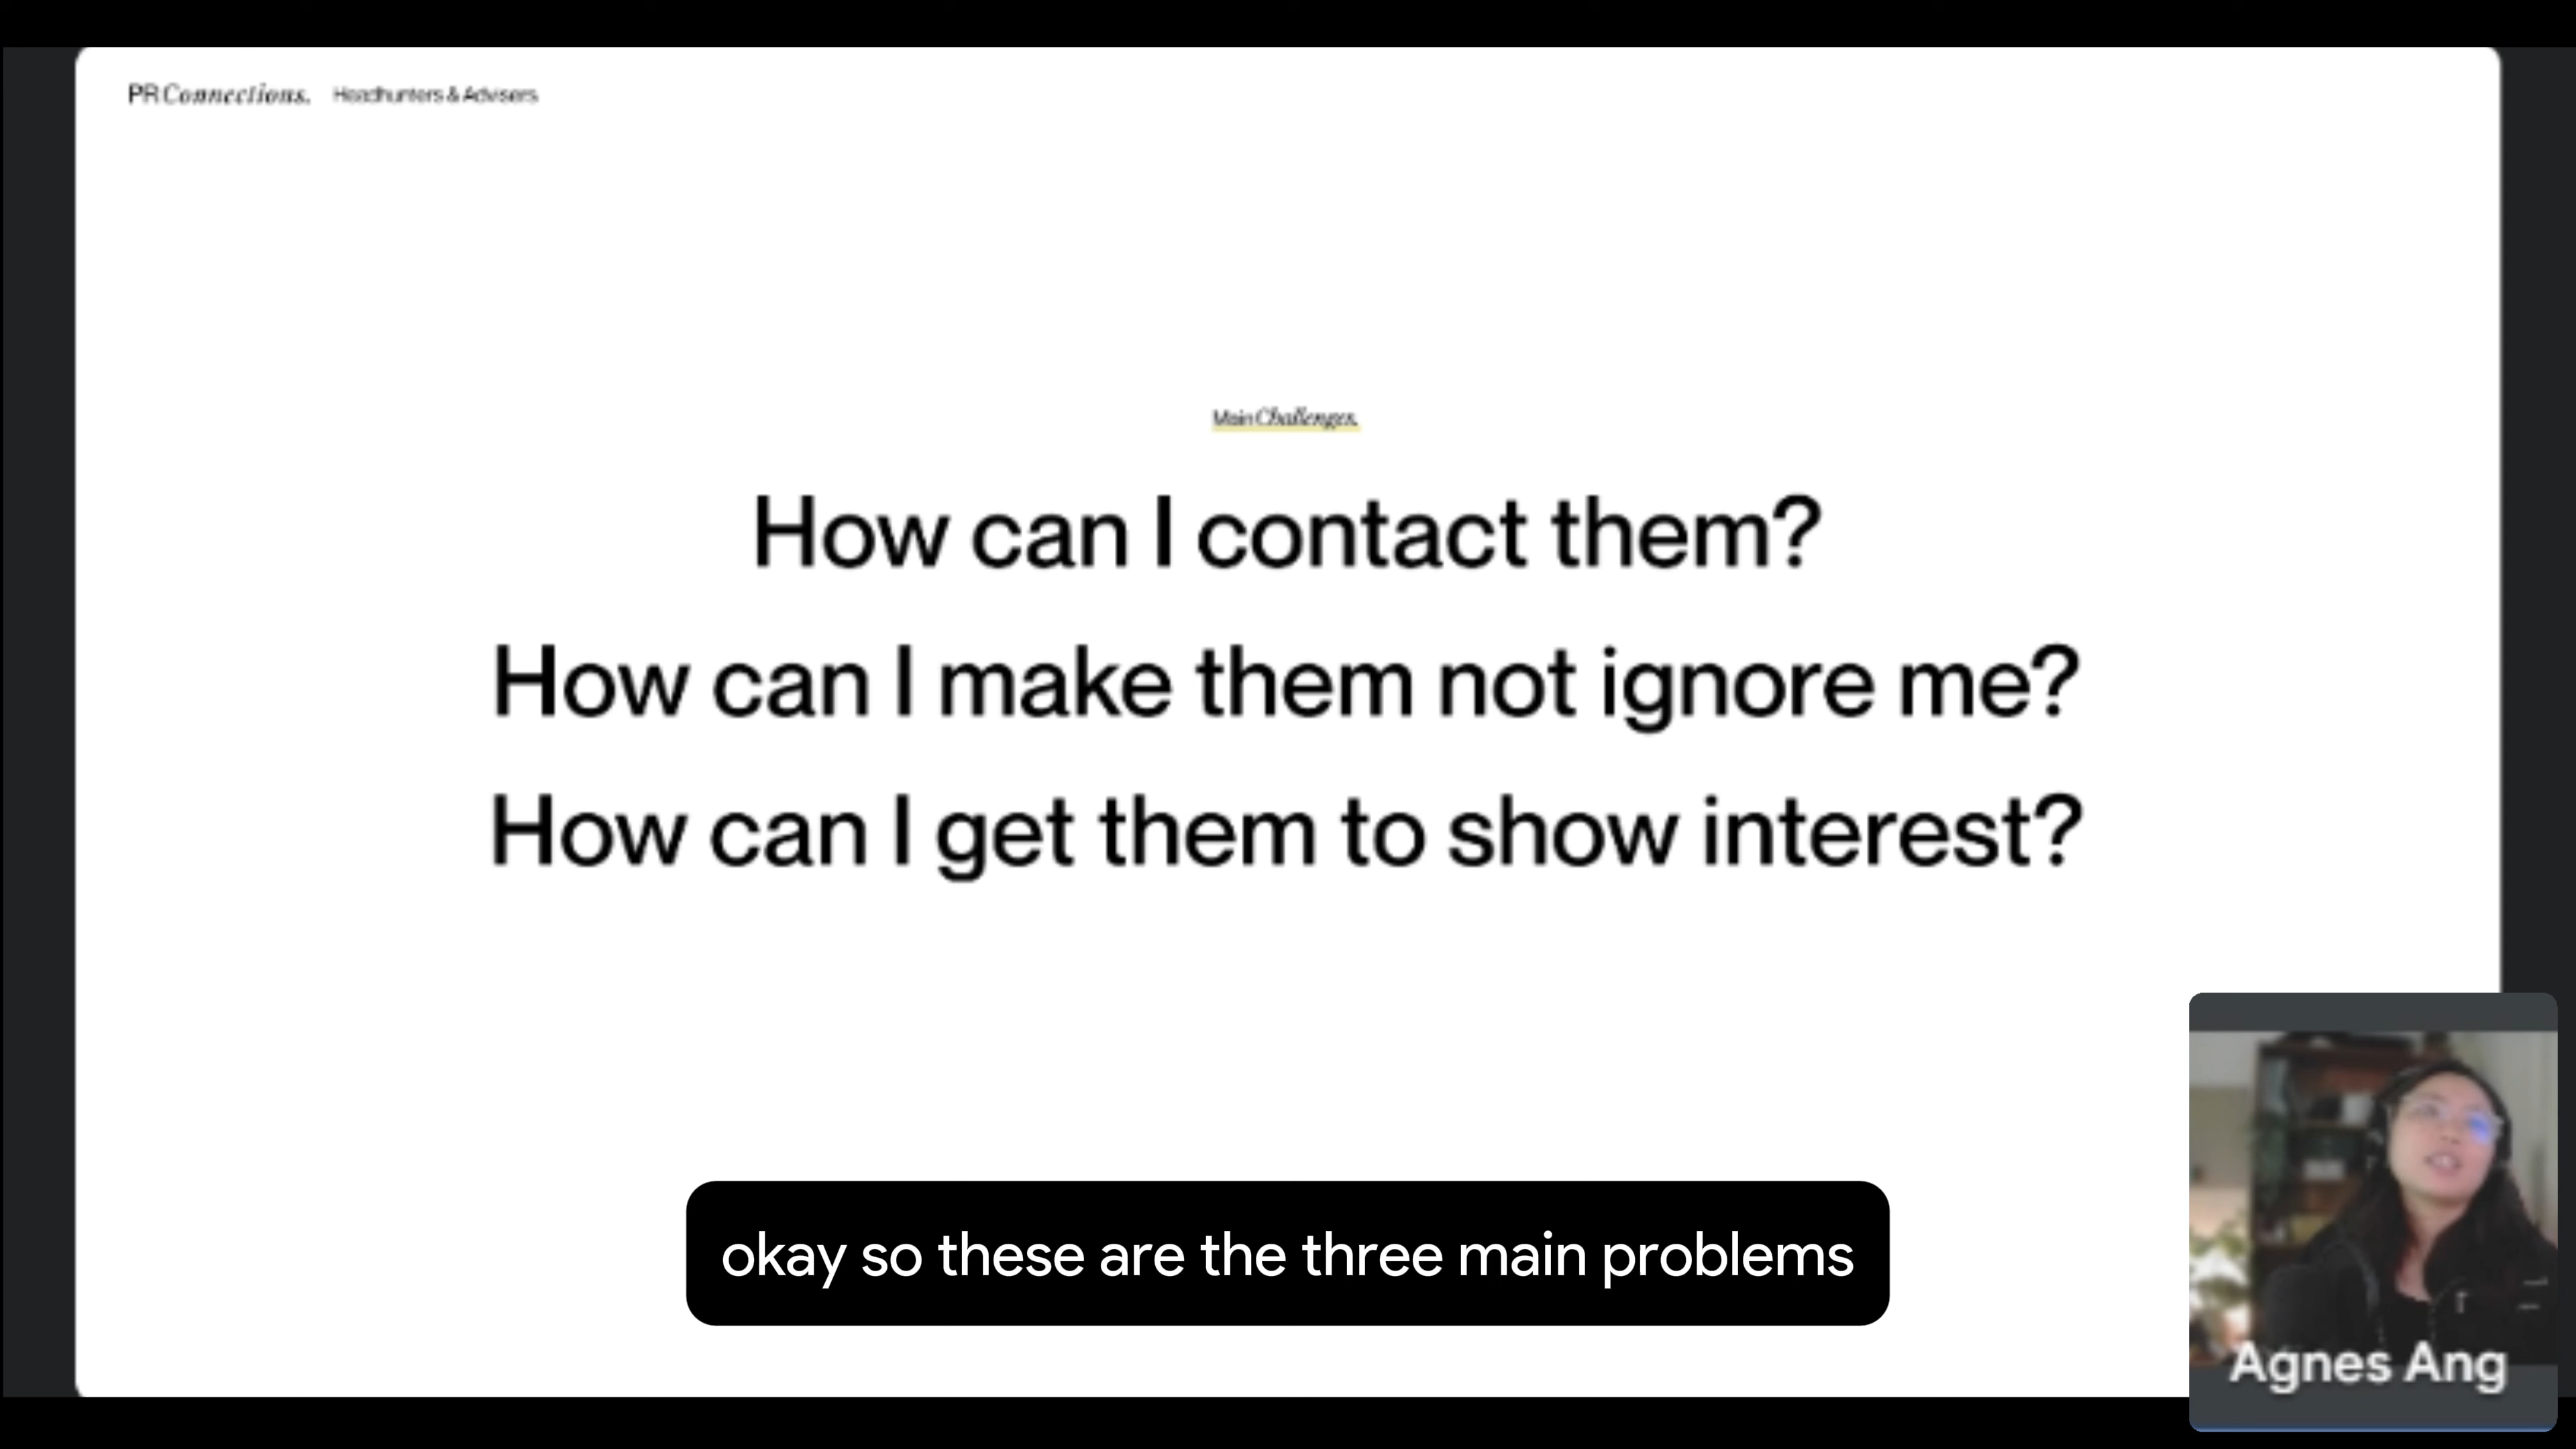 PR Connections. Headhunters & Advisers
Main Challenges.
How can I contact them?
How can I make them not ignore me?
How can I get them to show interest?
okay so these are the three main problems
Agnes Ang